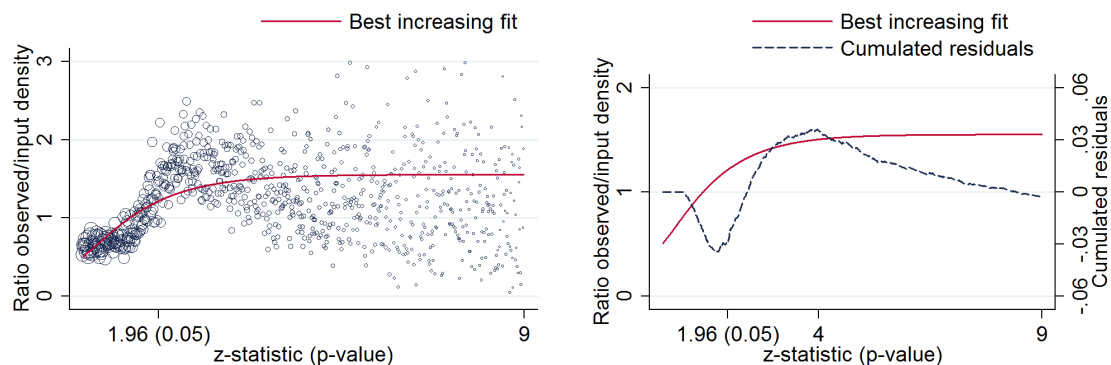 Best increasing fit
Ratio observed/input density
3
2
1
0
1.96 (0.05)
9
z-statistic (p-value)
Best increasing fit
Cumulated residuals
Ratio observed/input density
2
1
0
.06
.03
0
-.03
-.06
Cumulated residuals
1.96 (0.05)
4
9
z-statistic (p-value)